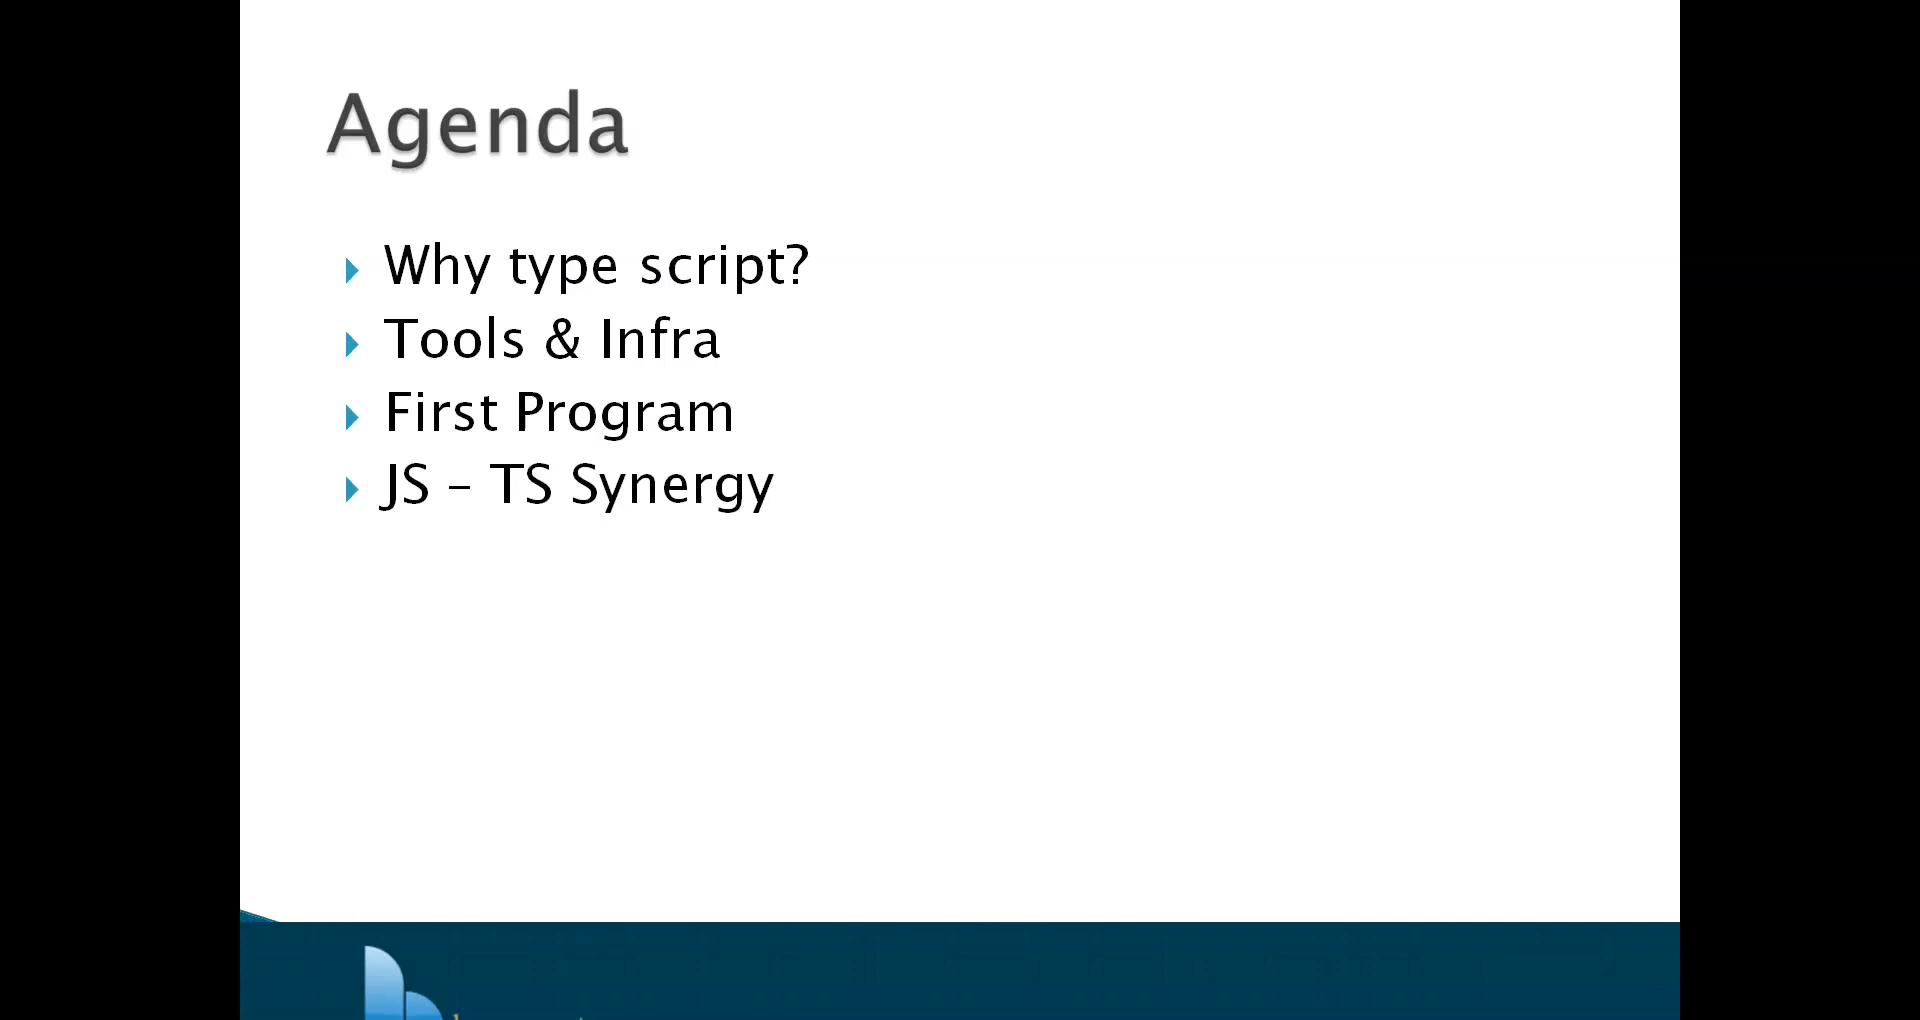 Agenda
Why type script?
Tools & Infra
First Program
JS – TS Synergy